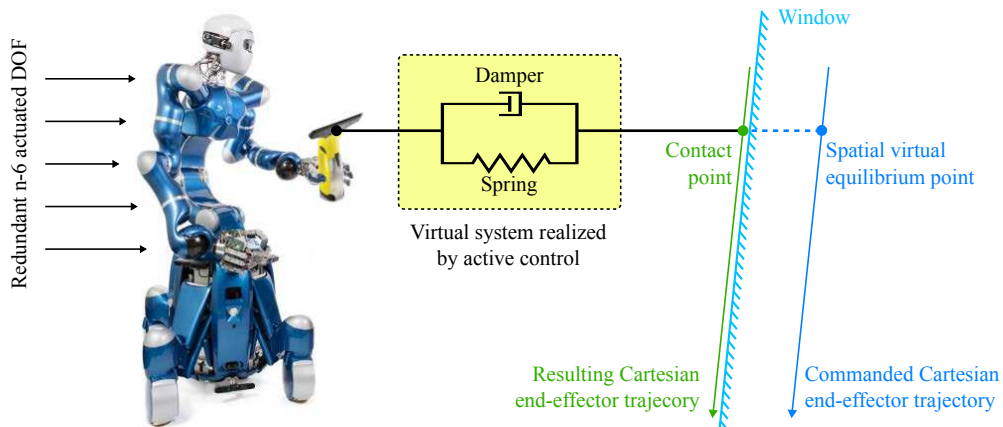 Redundant n-6 actuated DOF
Damper
Spring
Virtual system realized
by active control
Window
Contact
point
Spatial virtual
equilibrium point
Resulting Cartesian
end-effector trajecory
Commanded Cartesian
end-effector trajectory